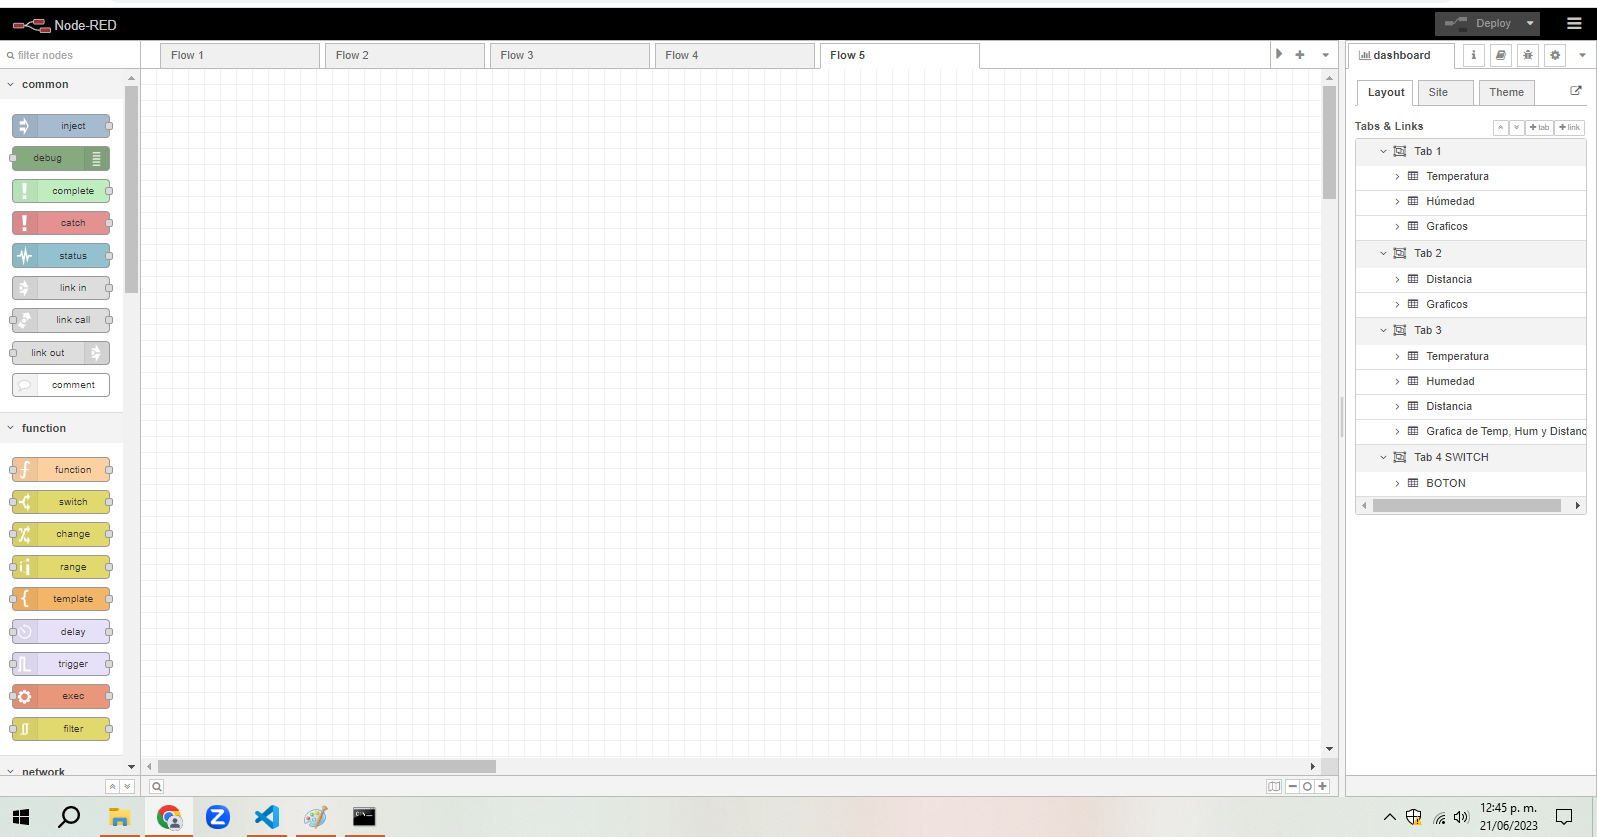 Node-RED
Deploy
filter nodes
Flow 1
Flow 2
Flow 3
Flow 4
Flow 5
common
inject
debug
complete
catch
status
link in
link call
link out
comment
function
function
switch
change
range
template
delay
trigger
exec
filter
network
dashboard
Layout
Site
Theme
Tabs & Links
tab
link
Tab 1
Temperatura
Húmedad
Graficos
Tab 2
Distancia
Graficos
Tab 3
Temperatura
Humedad
Distancia
Grafica de Temp, Hum y Distanc
Tab 4 SWITCH
BOTON
12:45 p. m.
21/06/2023